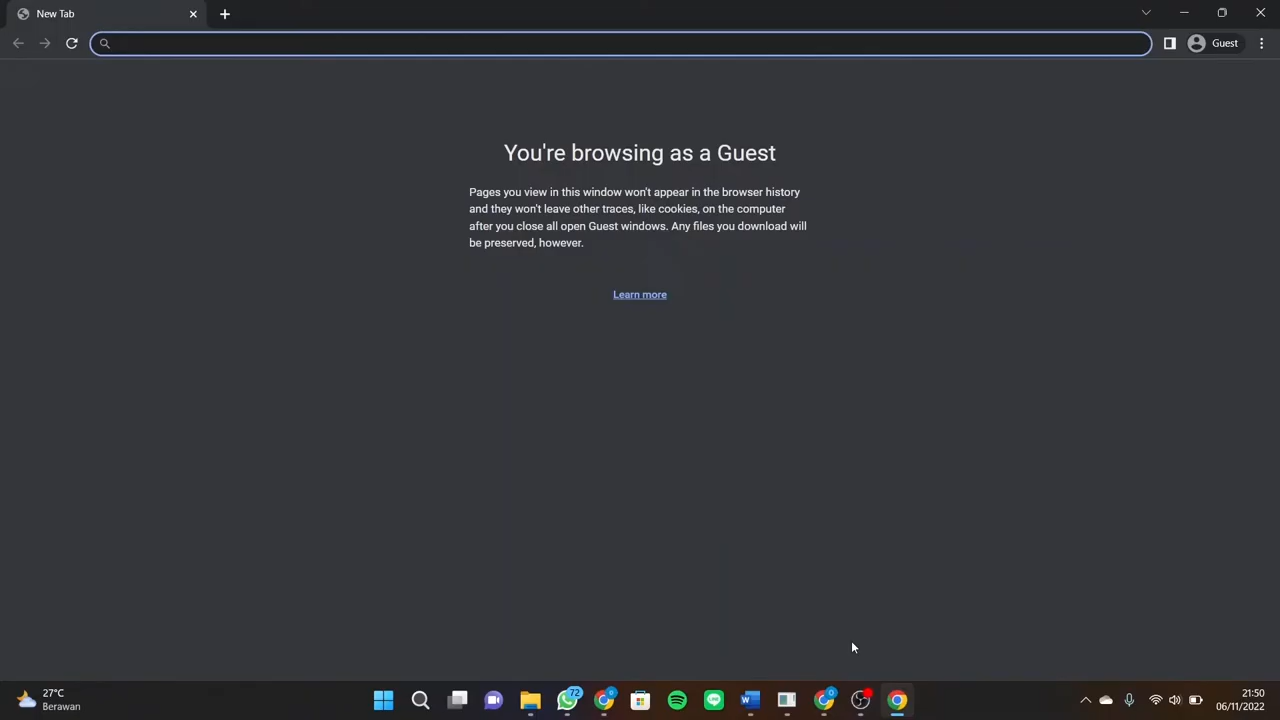 New Tab
Guest
You're browsing as a Guest
Pages you view in this window won't appear in the browser history
and they won't leave other traces, like cookies, on the computer
after you close all open Guest windows. Any files you download will
be preserved, however.
Learn more
27°C
Berawan
72
21:50
06/11/2022